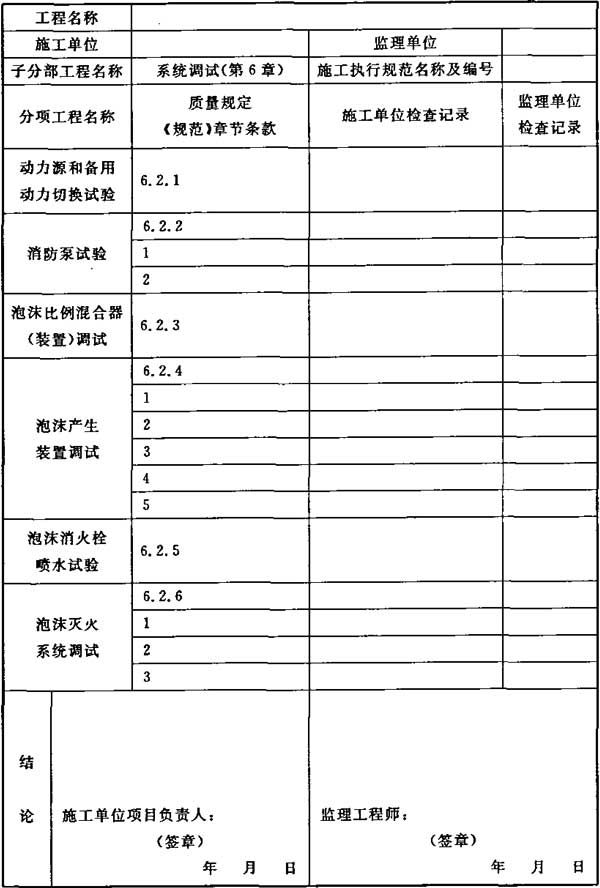 工程名称
施工单位 监理单位
子分部工程名称 系统调试(第6章) 施工执行规范名称及编号
分项工程名称 质量规定 《规范》章节条款 施工单位检查记录 监理单位 检查记录
动力源和备用
动力切换试验 6.2.1
消防泵试验 6.2.2
1
2
泡沫比例混合器
(装置)调试 6.2.3
泡沫产生
装置调试 6.2.4
1
2
3
4
5
泡沫消火栓
喷水试验 6.2.5
泡沫灭火
系统调试 6.2.6
1
2
3
结论
施工单位项目负责人: 监理工程师:
(签章) (签章)
年 月 日 年 月 日